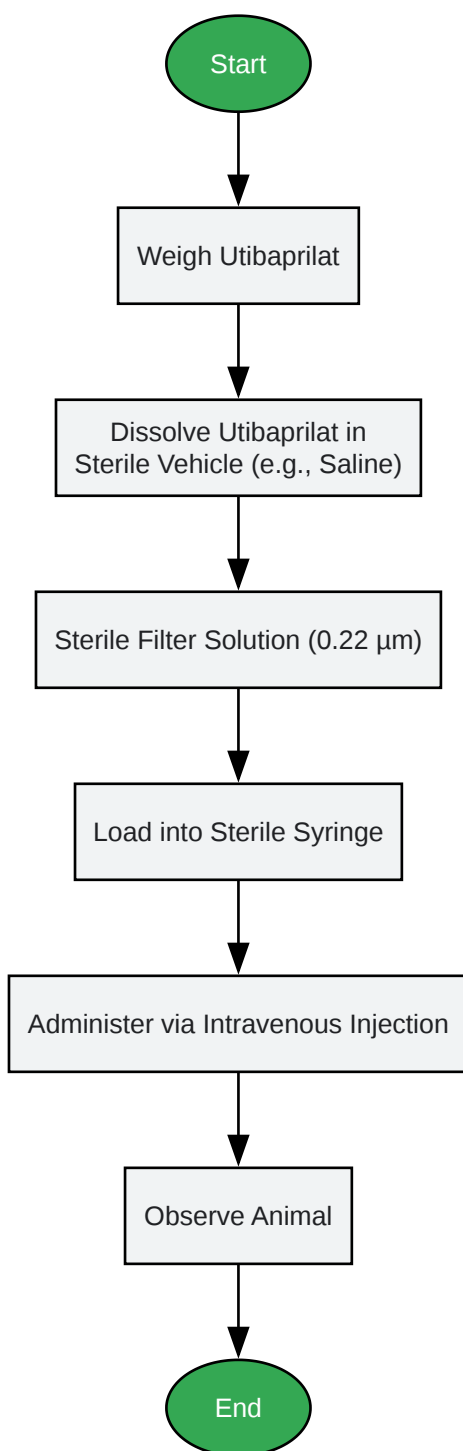 Start
Weigh Utibaprilat
Dissolve Utibaprilat in
Sterile Vehicle (e.g., Saline)
Sterile Filter Solution (0.22 µm)
Load into Sterile Syringe
Administer via Intravenous Injection
Observe Animal
End